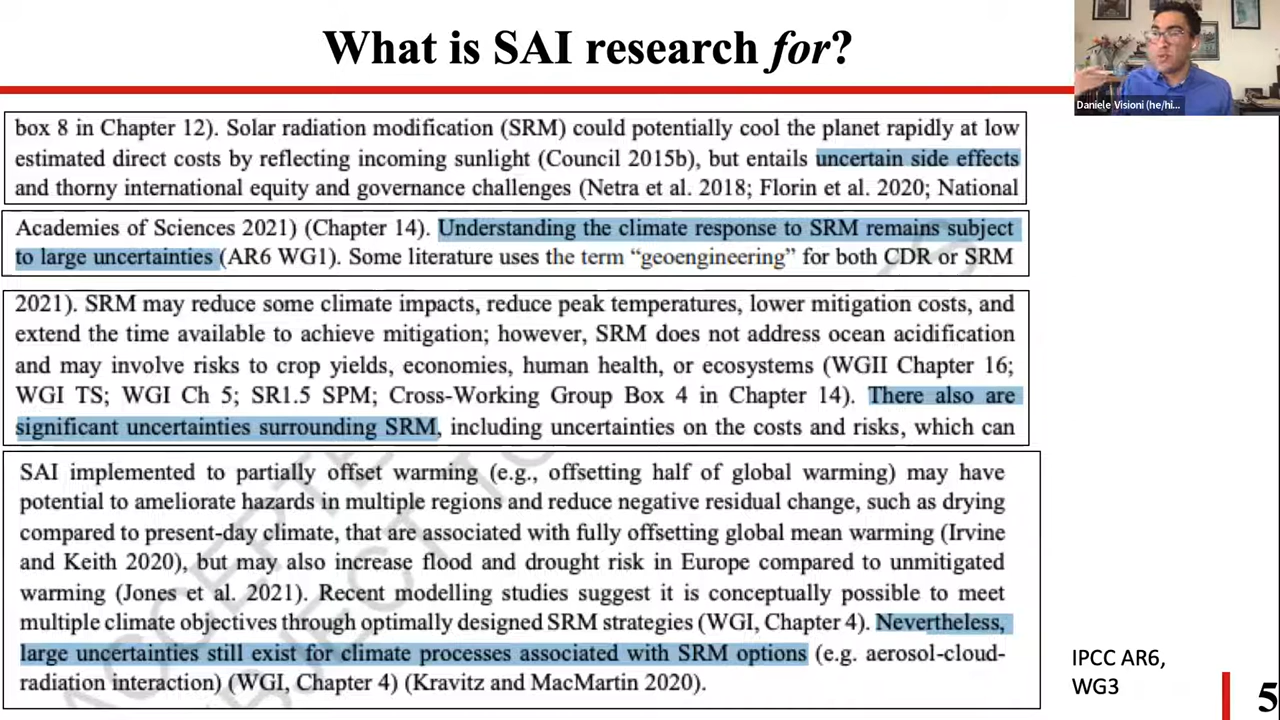 What is SAI research for?
Daniele Visioni (he/hi...
box 8 in Chapter 12). Solar radiation modification (SRM) could potentially cool the planet rapidly at low
estimated direct costs by reflecting incoming sunlight (Council 2015b), but entails uncertain side effects
and thorny international equity and governance challenges (Netra et al. 2018; Florin et al. 2020; National
Academies of Sciences 2021) (Chapter 14). Understanding the climate response to SRM remains subject
to large uncertainties (AR6 WG1). Some literature uses the term “geoengineering” for both CDR or SRM
2021). SRM may reduce some climate impacts, reduce peak temperatures, lower mitigation costs, and
extend the time available to achieve mitigation; however, SRM does not address ocean acidification
and may involve risks to crop yields, economies, human health, or ecosystems (WGII Chapter 16;
WGI TS; WGI Ch 5; SR1.5 SPM; Cross-Working Group Box 4 in Chapter 14). There also are
significant uncertainties surrounding SRM, including uncertainties on the costs and risks, which can
SAI implemented to partially offset warming (e.g., offsetting half of global warming) may have
potential to ameliorate hazards in multiple regions and reduce negative residual change, such as drying
compared to present-day climate, that are associated with fully offsetting global mean warming (Irvine
and Keith 2020), but may also increase flood and drought risk in Europe compared to unmitigated
warming (Jones et al. 2021). Recent modelling studies suggest it is conceptually possible to meet
multiple climate objectives through optimally designed SRM strategies (WGI, Chapter 4). Nevertheless,
large uncertainties still exist for climate processes associated with SRM options (e.g. aerosol-cloud-
radiation interaction) (WGI, Chapter 4) (Kravitz and MacMartin 2020).
IPCC AR6,
WG3
5